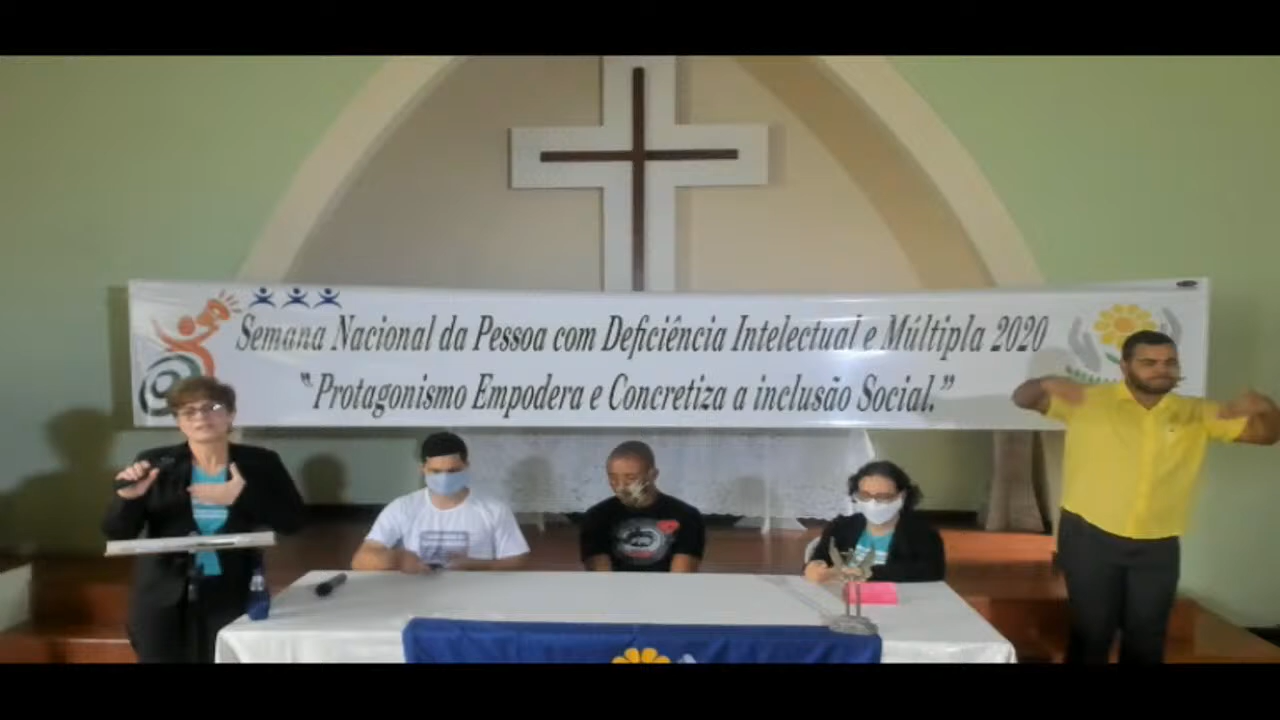 Semana Nacional da Pessoa com Deficiência Intelectual e Múltipla 2020
"Protagonismo Empodera e Concretiza a inclusão Social."